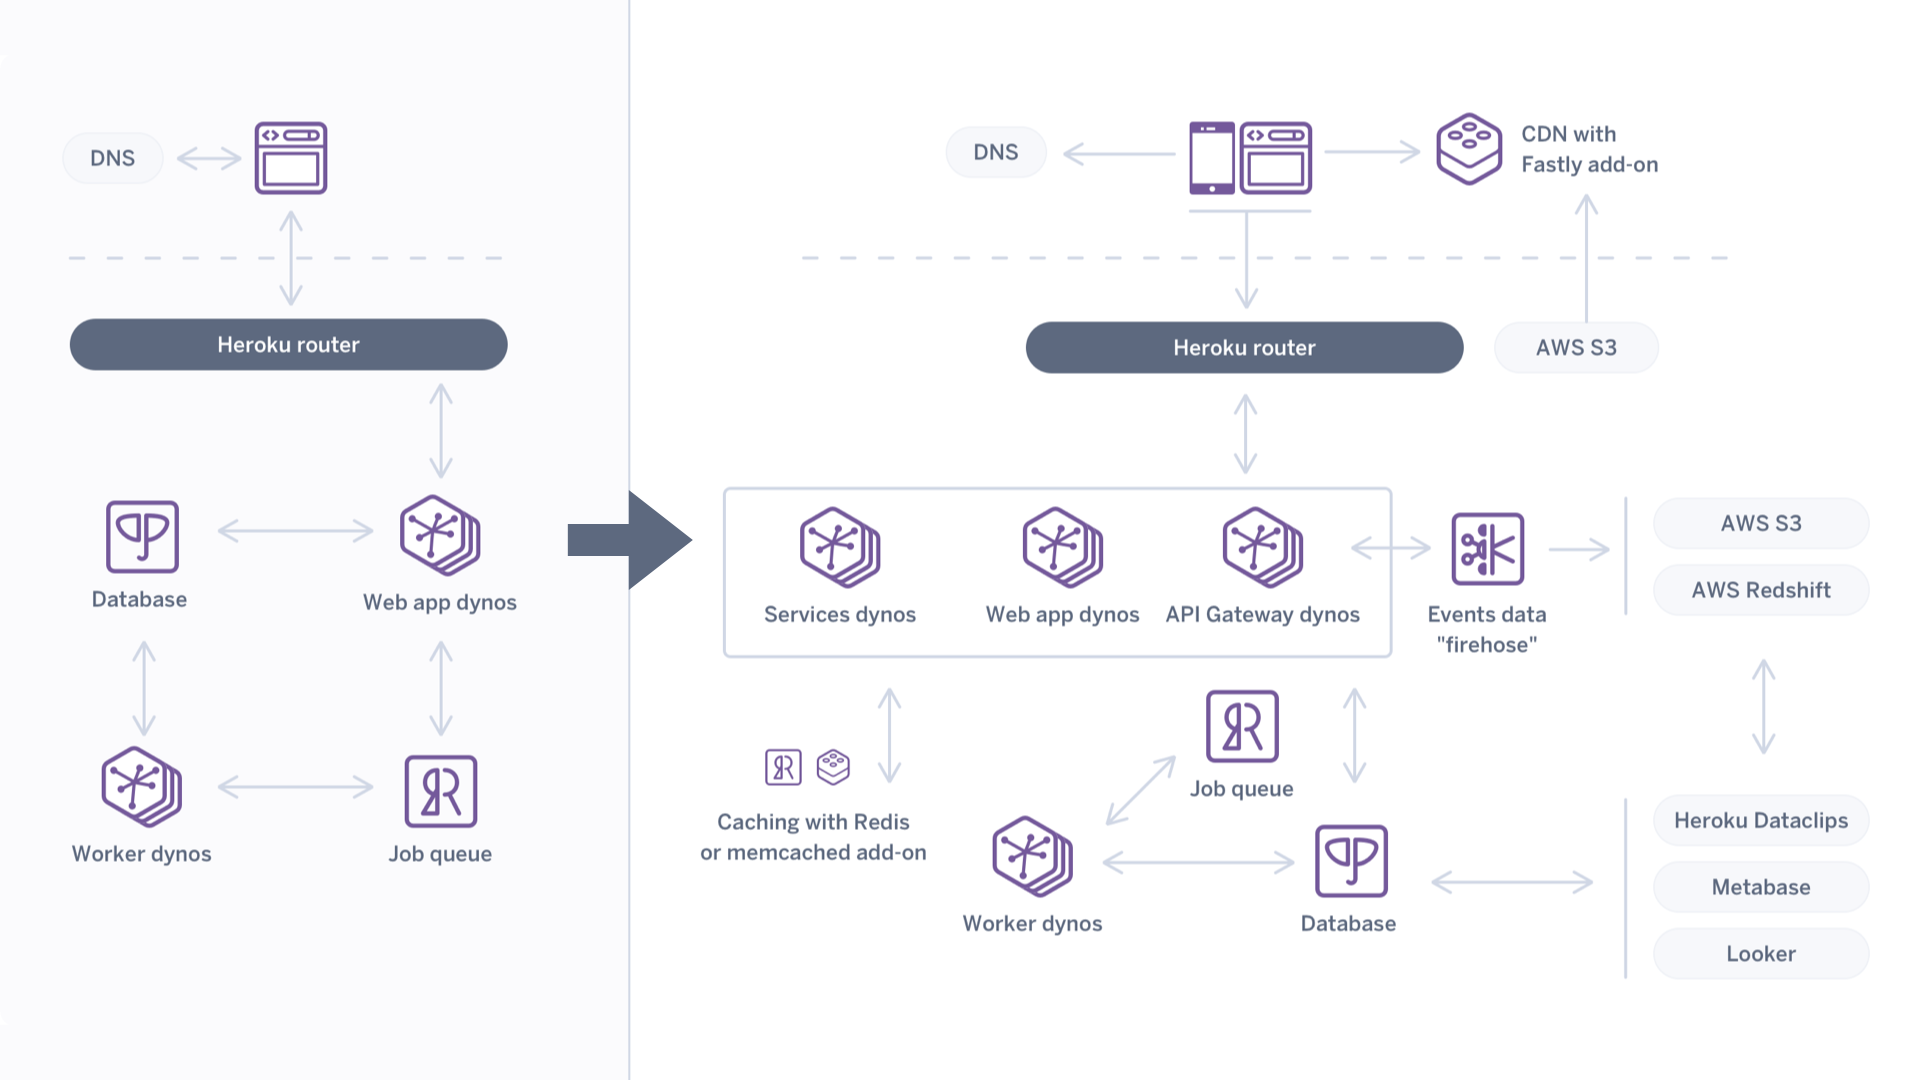 DNS
Heroku router
Database
Web app dynos
Worker dynos
Job queue
DNS
CDN with
Fastly add-on
Heroku router
AWS S3
Services dynos
Web app dynos
API Gateway dynos
Events data
"firehose"
AWS S3
AWS Redshift
Job queue
Caching with Redis
or memcached add-on
Worker dynos
Database
Heroku Dataclips
Metabase
Looker